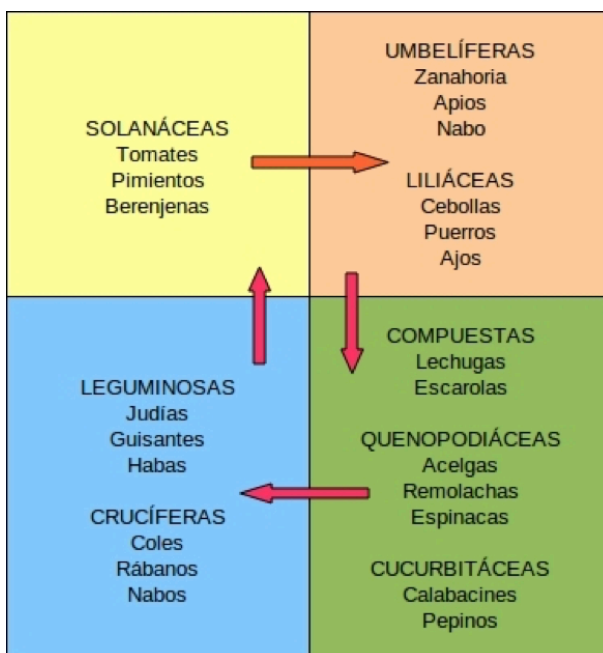 SOLANÁCEAS
Tomates
Pimientos
Berenjenas
UMBELÍFERAS
Zanahoria
Apios
Nabo
LILIÁCEAS
Cebollas
Puerros
Ajos
LEGUMINOSAS
Judías
Guisantes
Habas
CRUCÍFERAS
Coles
Rábanos
Nabos
COMPUESTAS
Lechugas
Escarolas
QUENOPODIÁCEAS
Acelgas
Remolachas
Espinacas
CUCURBITÁCEAS
Calabacines
Pepinos